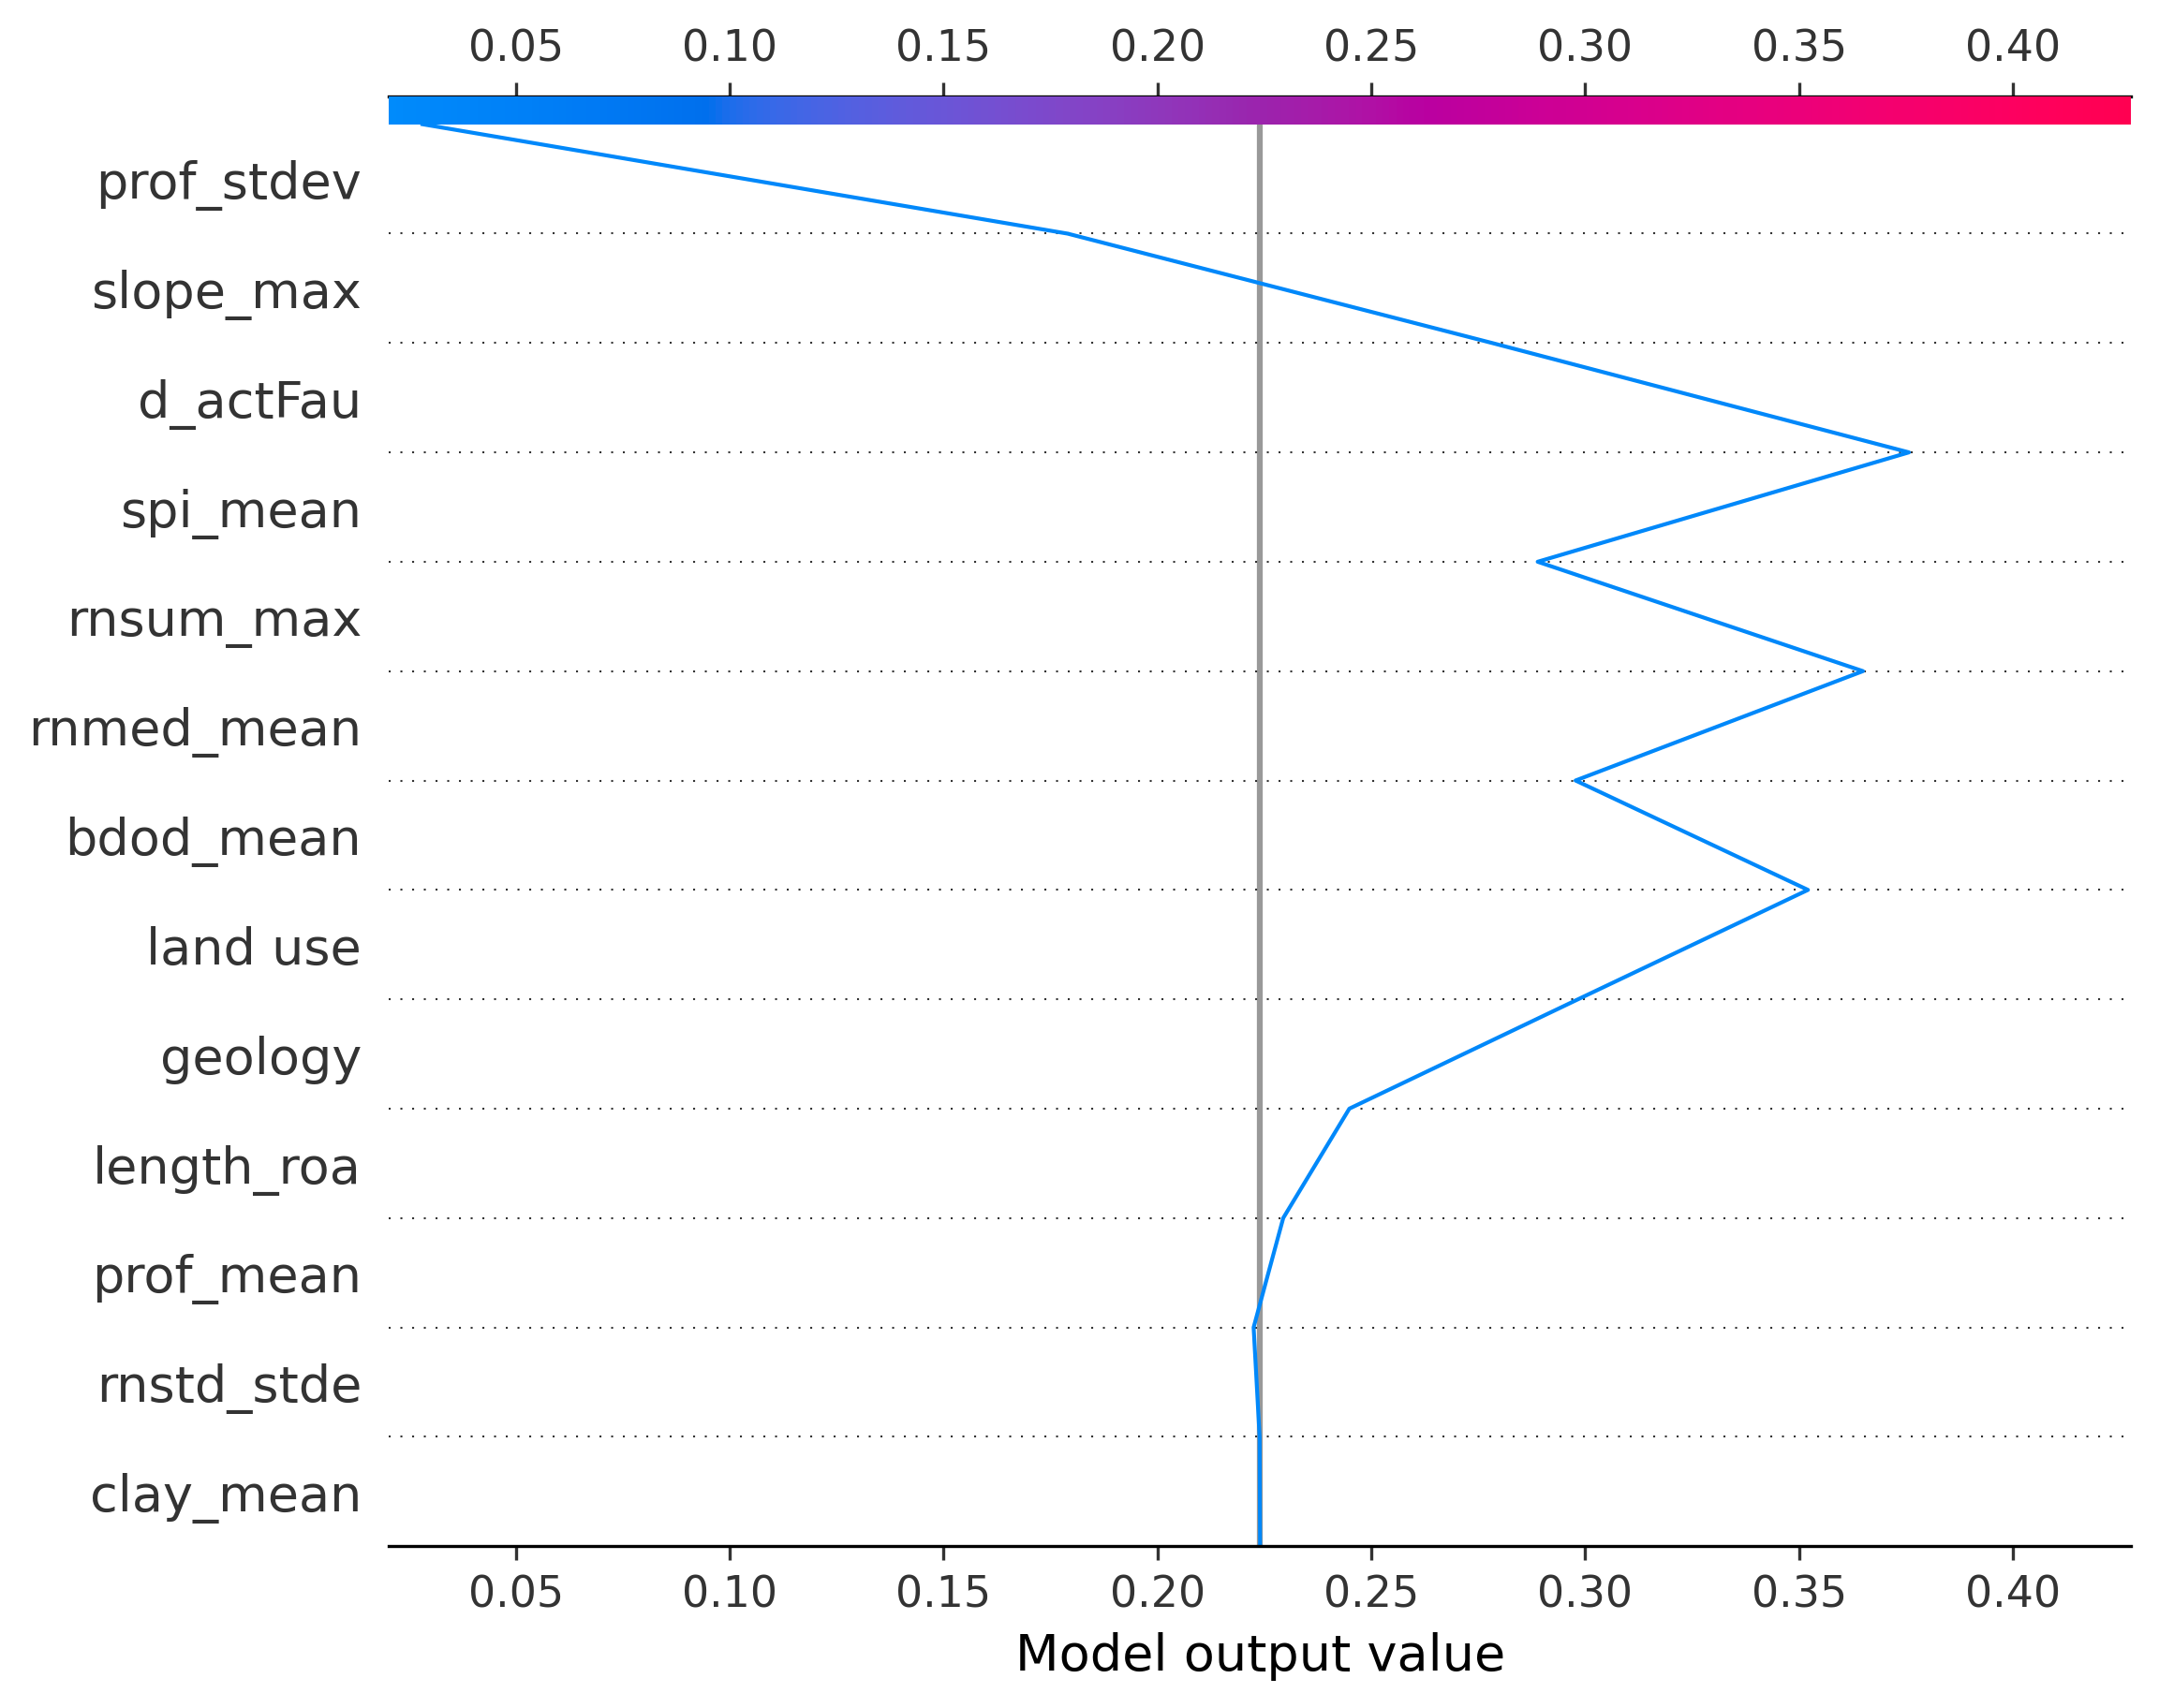 0.05 0.10 0.15 0.20 0.25 0.30 0.35 0.40
prof_stdev
slope_max
d_actFau
spi_mean
rnsum_max
rnmed_mean
bdod_mean
land use
geology
length_roa
prof_mean
rnstd_stde
clay_mean
0.05 0.10 0.15 0.20 0.25 0.30 0.35 0.40
Model output value